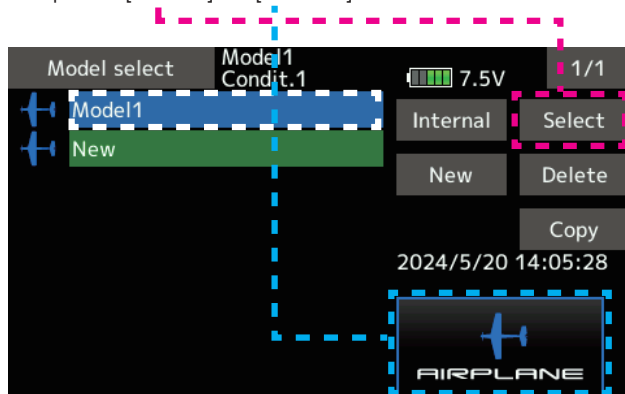 Model select
Model1
Condit.1
7.5V
1/1
Model1
Internal
Select
New
New
Delete
Copy
2024/5/20 14:05:28
AIRPLANE